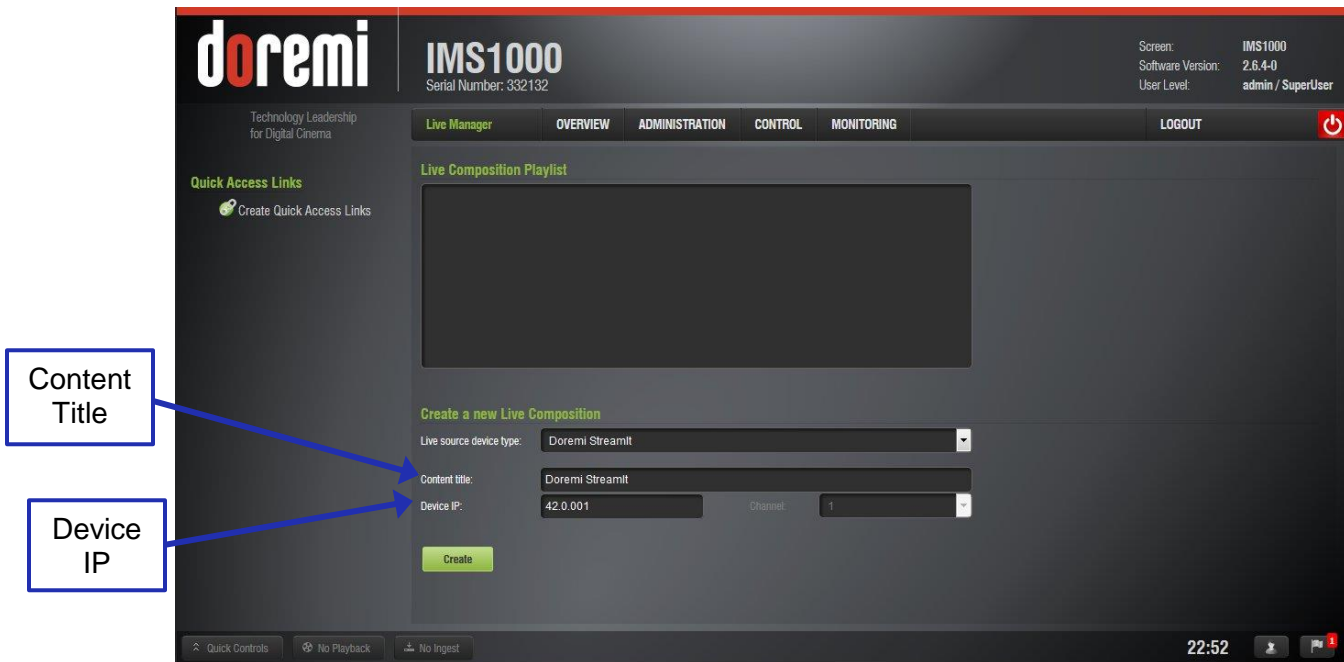 doremi
Technology Leadership
for Digital Cinema
IMS1000
Serial Number: 332132
Screen: IMS1000
Software Version: 2.6.4-0
User Level: admin / SuperUser
Live Manager OVERVIEW ADMINISTRATION CONTROL MONITORING LOGOUT
Quick Access Links
Create Quick Access Links
Live Composition Playlist
Content
Title
Device
IP
Create a new Live Composition
Live source device type: Doremi StreamIt
Content title: Doremi StreamIt
Device IP: 42.0.001 Channel: 1
Create
Quick Controls No Playback No Ingest 22:52 1